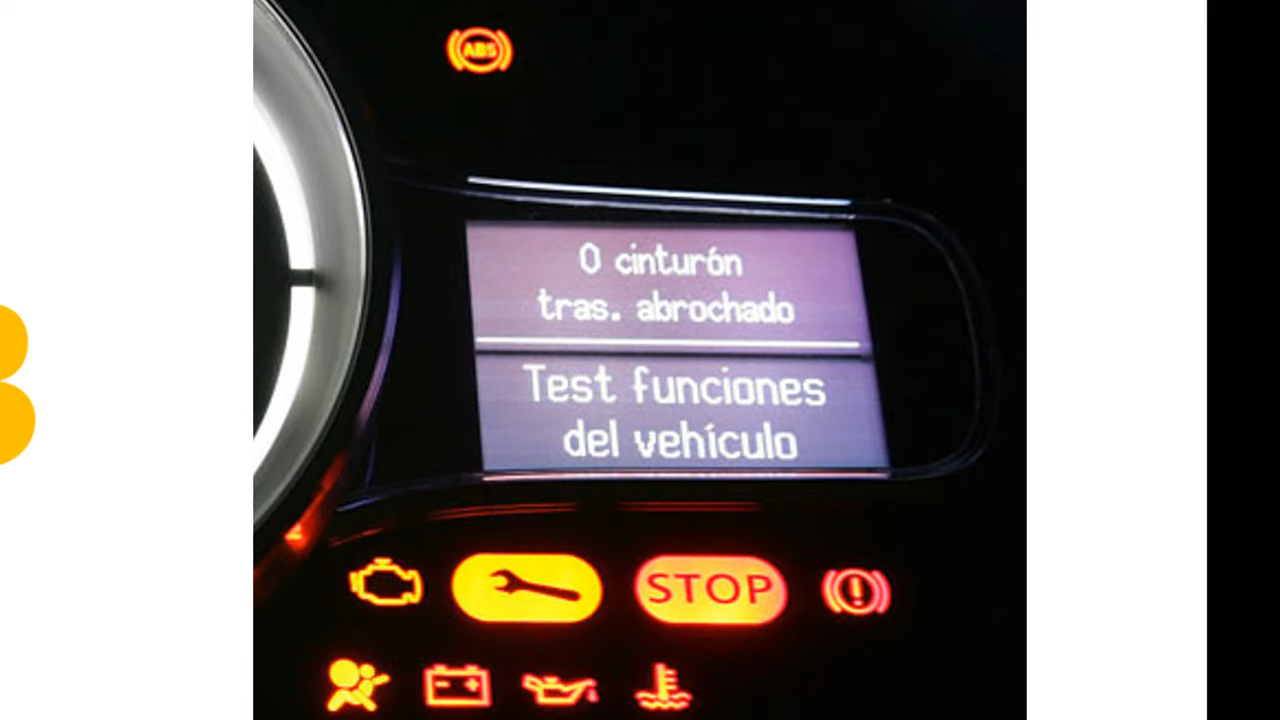 ABS
0 cinturón
tras. abrochado
Test funciones
del vehículo
STOP